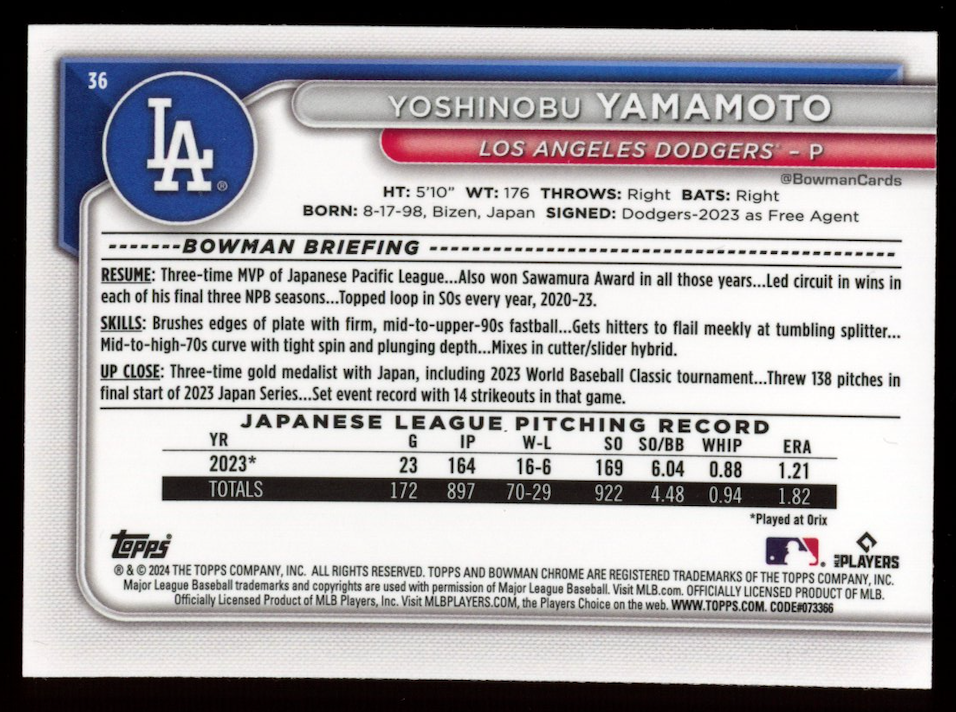 36
LA ®
YOSHINOBU YAMAMOTO
LOS ANGELES DODGERS® – P
@BowmanCards
HT: 5'10" WT: 176 THROWS: Right BATS: Right
BORN: 8-17-98, Bizen, Japan SIGNED: Dodgers-2023 as Free Agent
BOWMAN BRIEFING
RESUME: Three-time MVP of Japanese Pacific League...Also won Sawamura Award in all those years...Led circuit in wins in
each of his final three NPB seasons...Topped loop in SOs every year, 2020-23.
SKILLS: Brushes edges of plate with firm, mid-to-upper-90s fastball...Gets hitters to flail meekly at tumbling splitter...
Mid-to-high-70s curve with tight spin and plunging depth...Mixes in cutter/slider hybrid.
UP CLOSE: Three-time gold medalist with Japan, including 2023 World Baseball Classic tournament...Threw 138 pitches in
final start of 2023 Japan Series...Set event record with 14 strikeouts in that game.
JAPANESE LEAGUE PITCHING RECORD
YR G IP W-L SO SO/BB WHIP ERA
2023* 23 164 16-6 169 6.04 0.88 1.21
TOTALS 172 897 70-29 922 4.48 0.94 1.82
*Played at Orix
Topps
MLB PLAYERS
® & © 2024 THE TOPPS COMPANY, INC. ALL RIGHTS RESERVED. TOPPS AND BOWMAN CHROME ARE REGISTERED TRADEMARKS OF THE TOPPS COMPANY, INC.
Major League Baseball trademarks and copyrights are used with permission of Major League Baseball. Visit MLB.com. OFFICIALLY LICENSED PRODUCT OF MLB.
Officially Licensed Product of MLB Players, Inc. Visit MLBPLAYERS.COM, the Players Choice on the web. WWW.TOPPS.COM. CODE#073366